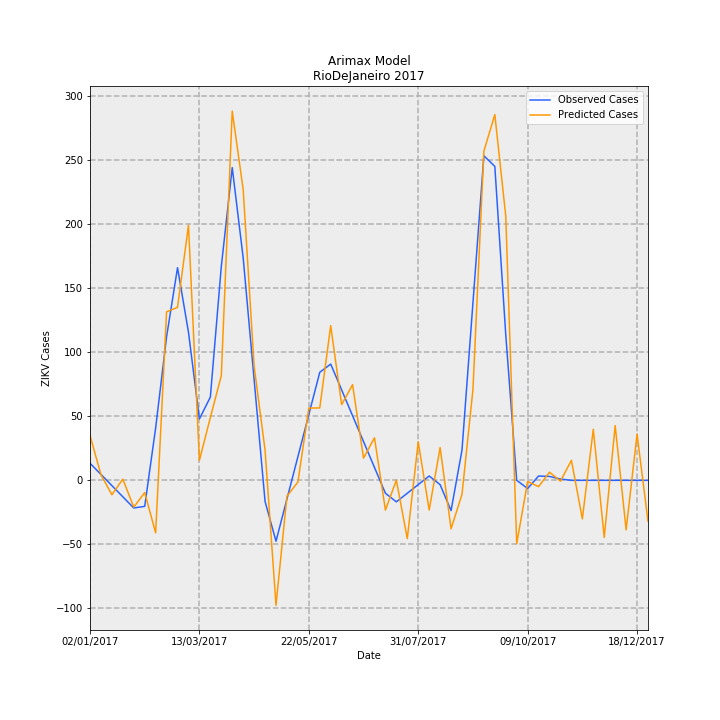 Arimax Model
RioDeJaneiro 2017
Observed Cases
Predicted Cases
300
250
200
150
100
50
0
−50
−100
ZIKV Cases
02/01/2017 13/03/2017 22/05/2017 31/07/2017 09/10/2017 18/12/2017
Date